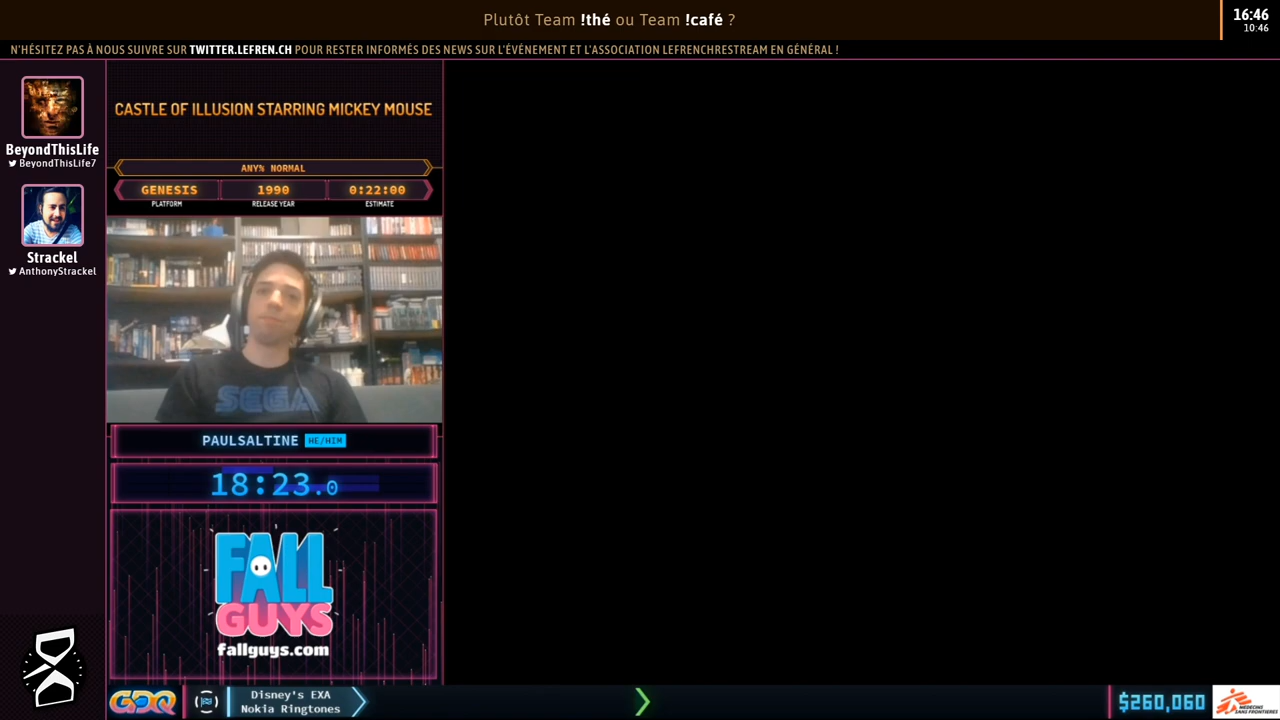 Plutôt Team !thé ou Team !café ?
16:46
10:46
N'HÉSITEZ PAS À NOUS SUIVRE SUR TWITTER.LEFREN.CH POUR RESTER INFORMÉS DES NEWS SUR L'ÉVÉNEMENT ET L'ASSOCIATION LEFRENCHRESTREAM EN GÉNÉRAL !
BeyondThisLife
BeyondThisLife7
Strackel
AnthonyStrackel
CASTLE OF ILLUSION STARRING MICKEY MOUSE
ANY% NORMAL
GENESIS
1990
0:22:00
PLATFORM
RELEASE YEAR
ESTIMATE
SEGA
PAULSALTINE HE/HIM
18:23.0
FALL
GUYS
fallguys.com
GDQ
Disney's EXA
Nokia Ringtones
$260,060
MEDECINS
SANS FRONTIERES